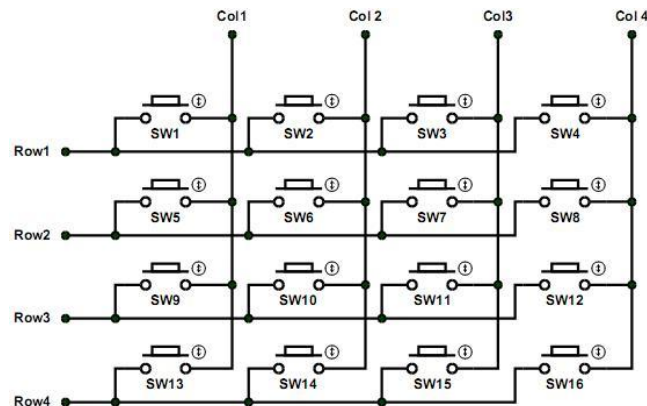 Col1 Col 2 Col3 Col 4
SW1 SW2 SW3 SW4
Row1
SW5 SW6 SW7 SW8
Row2
SW9 SW10 SW11 SW12
Row3
SW13 SW14 SW15 SW16
Row4